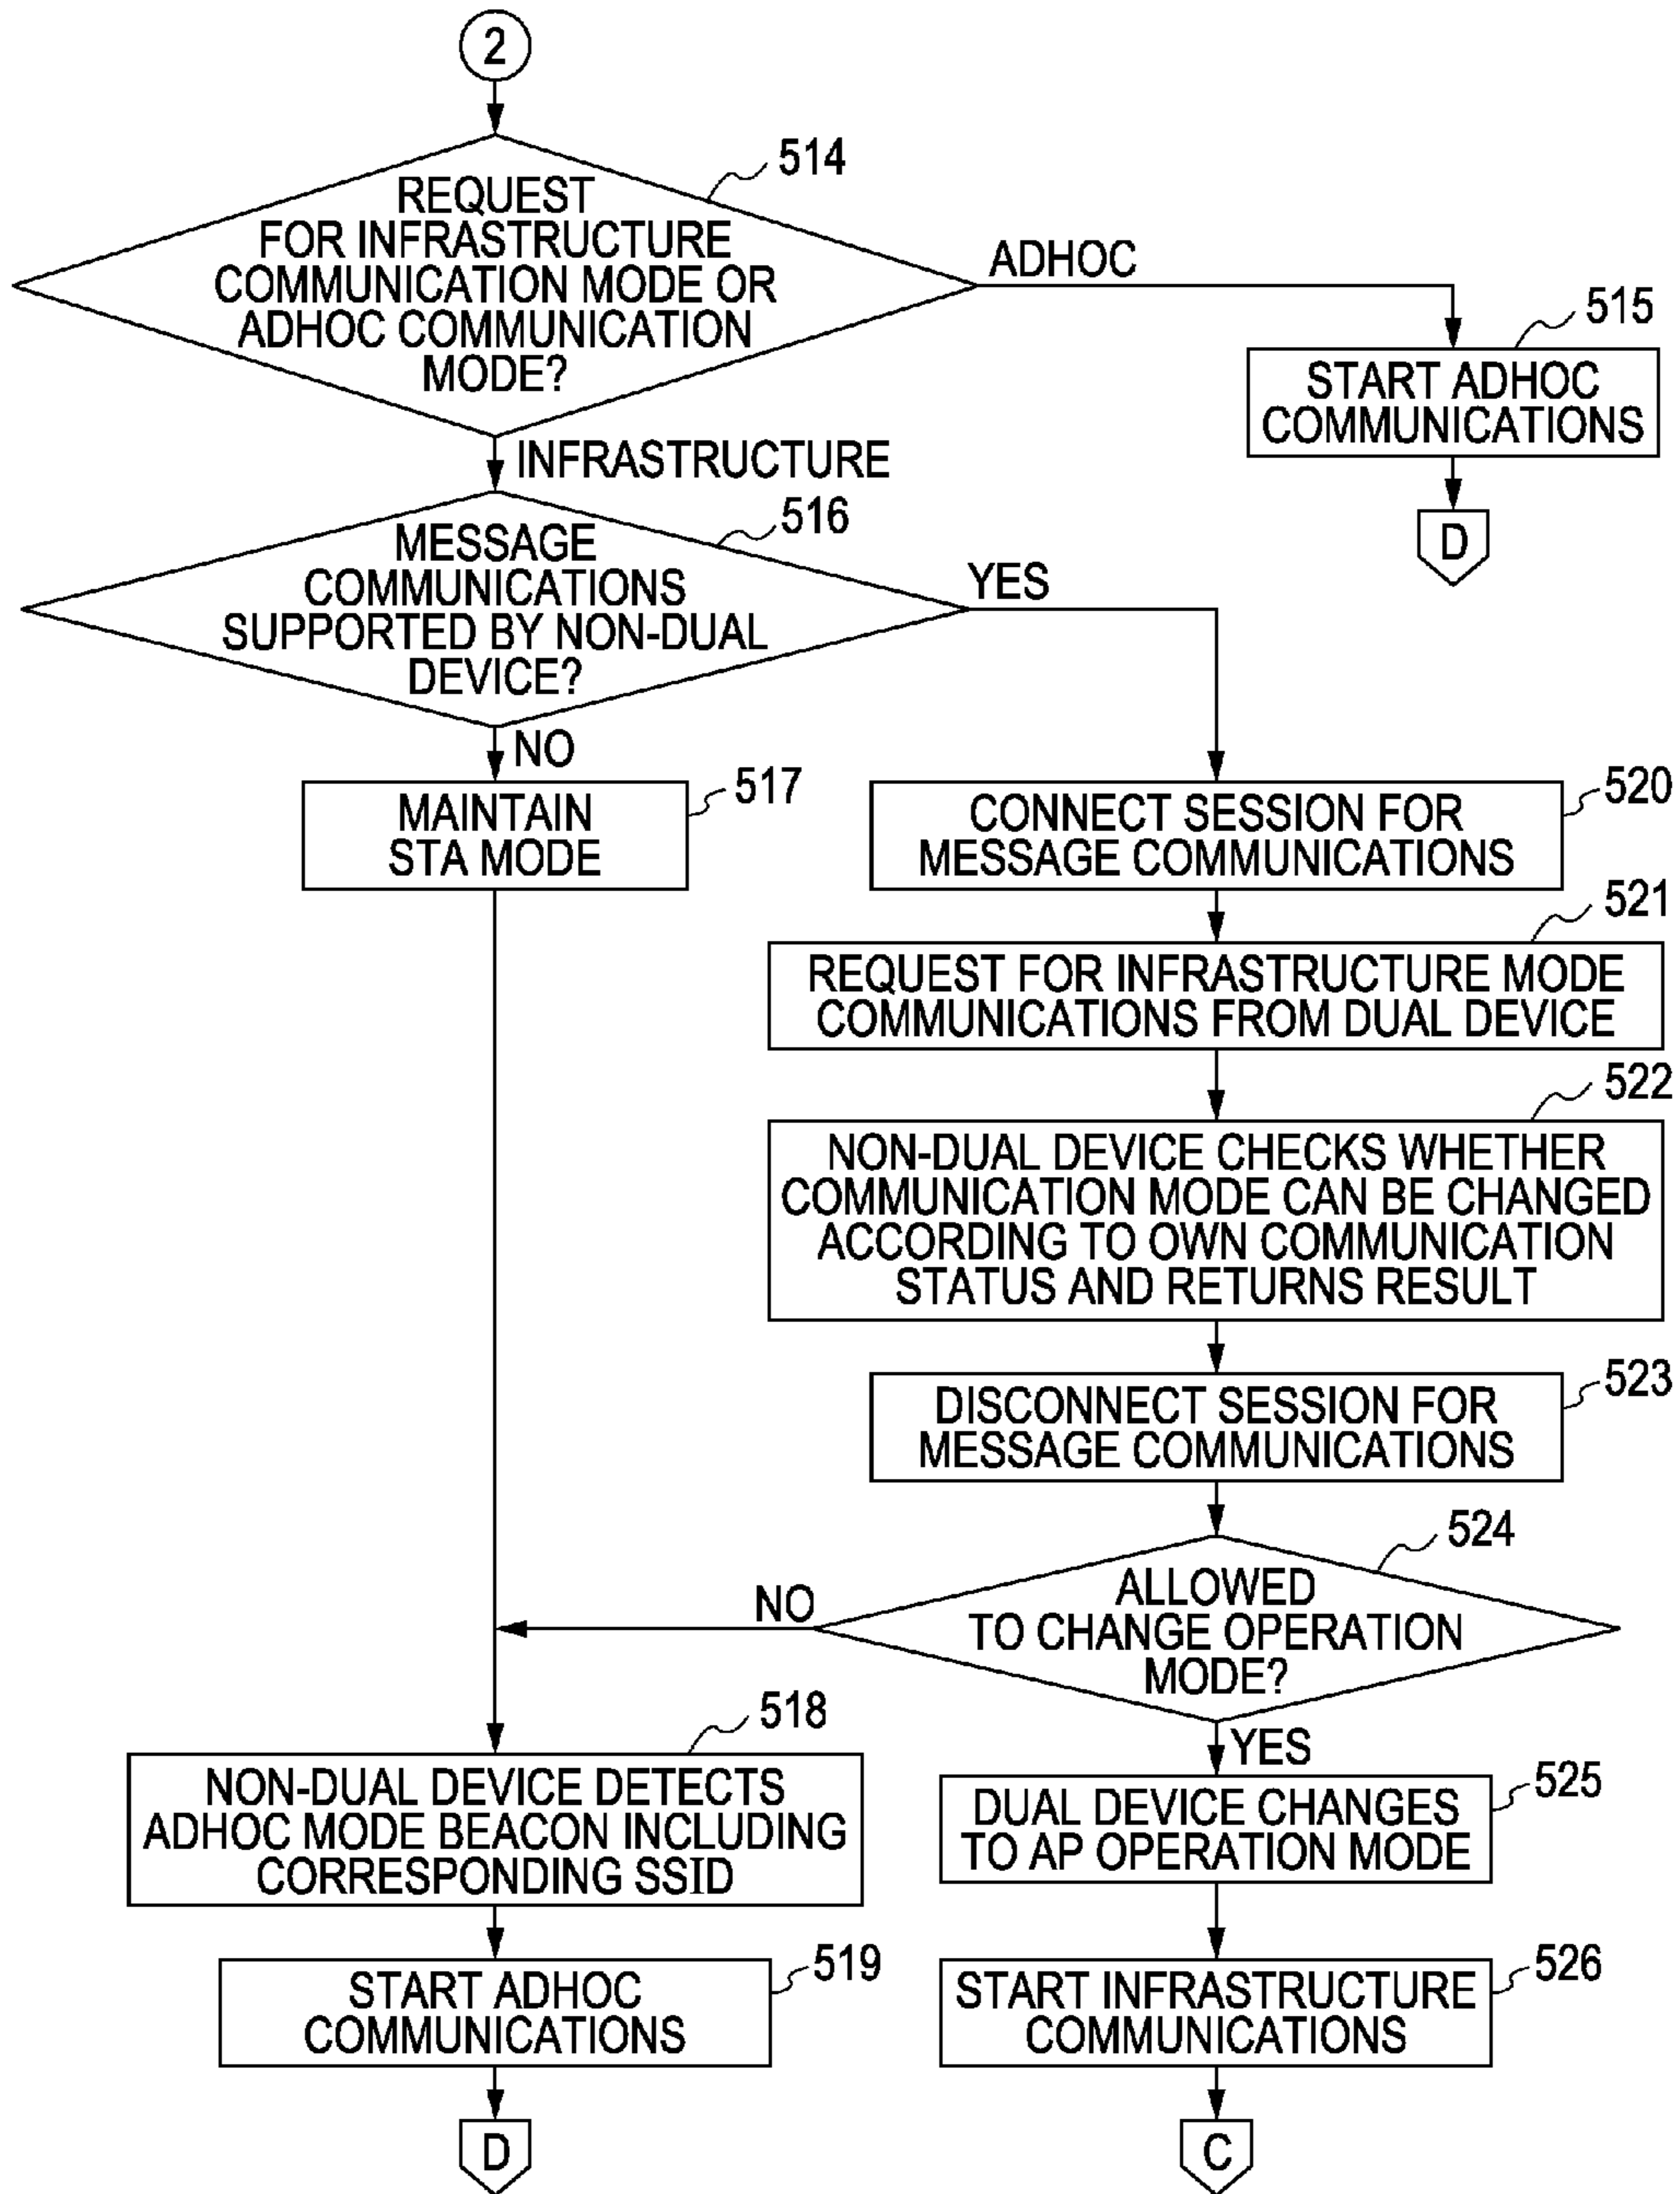 2
514
REQUEST
FOR INFRASTRUCTURE
COMMUNICATION MODE OR
ADHOC COMMUNICATION
MODE?
ADHOC
515
START ADHOC
COMMUNICATIONS
D
INFRASTRUCTURE
516
MESSAGE
COMMUNICATIONS
SUPPORTED BY NON-DUAL
DEVICE?
YES
NO
517
MAINTAIN
STA MODE
520
CONNECT SESSION FOR
MESSAGE COMMUNICATIONS
521
REQUEST FOR INFRASTRUCTURE MODE
COMMUNICATIONS FROM DUAL DEVICE
522
NON-DUAL DEVICE CHECKS WHETHER
COMMUNICATION MODE CAN BE CHANGED
ACCORDING TO OWN COMMUNICATION
STATUS AND RETURNS RESULT
523
DISCONNECT SESSION FOR
MESSAGE COMMUNICATIONS
524
ALLOWED
TO CHANGE OPERATION
MODE?
NO
YES
518
NON-DUAL DEVICE DETECTS
ADHOC MODE BEACON INCLUDING
CORRESPONDING SSID
519
START ADHOC
COMMUNICATIONS
D
525
DUAL DEVICE CHANGES
TO AP OPERATION MODE
526
START INFRASTRUCTURE
COMMUNICATIONS
C